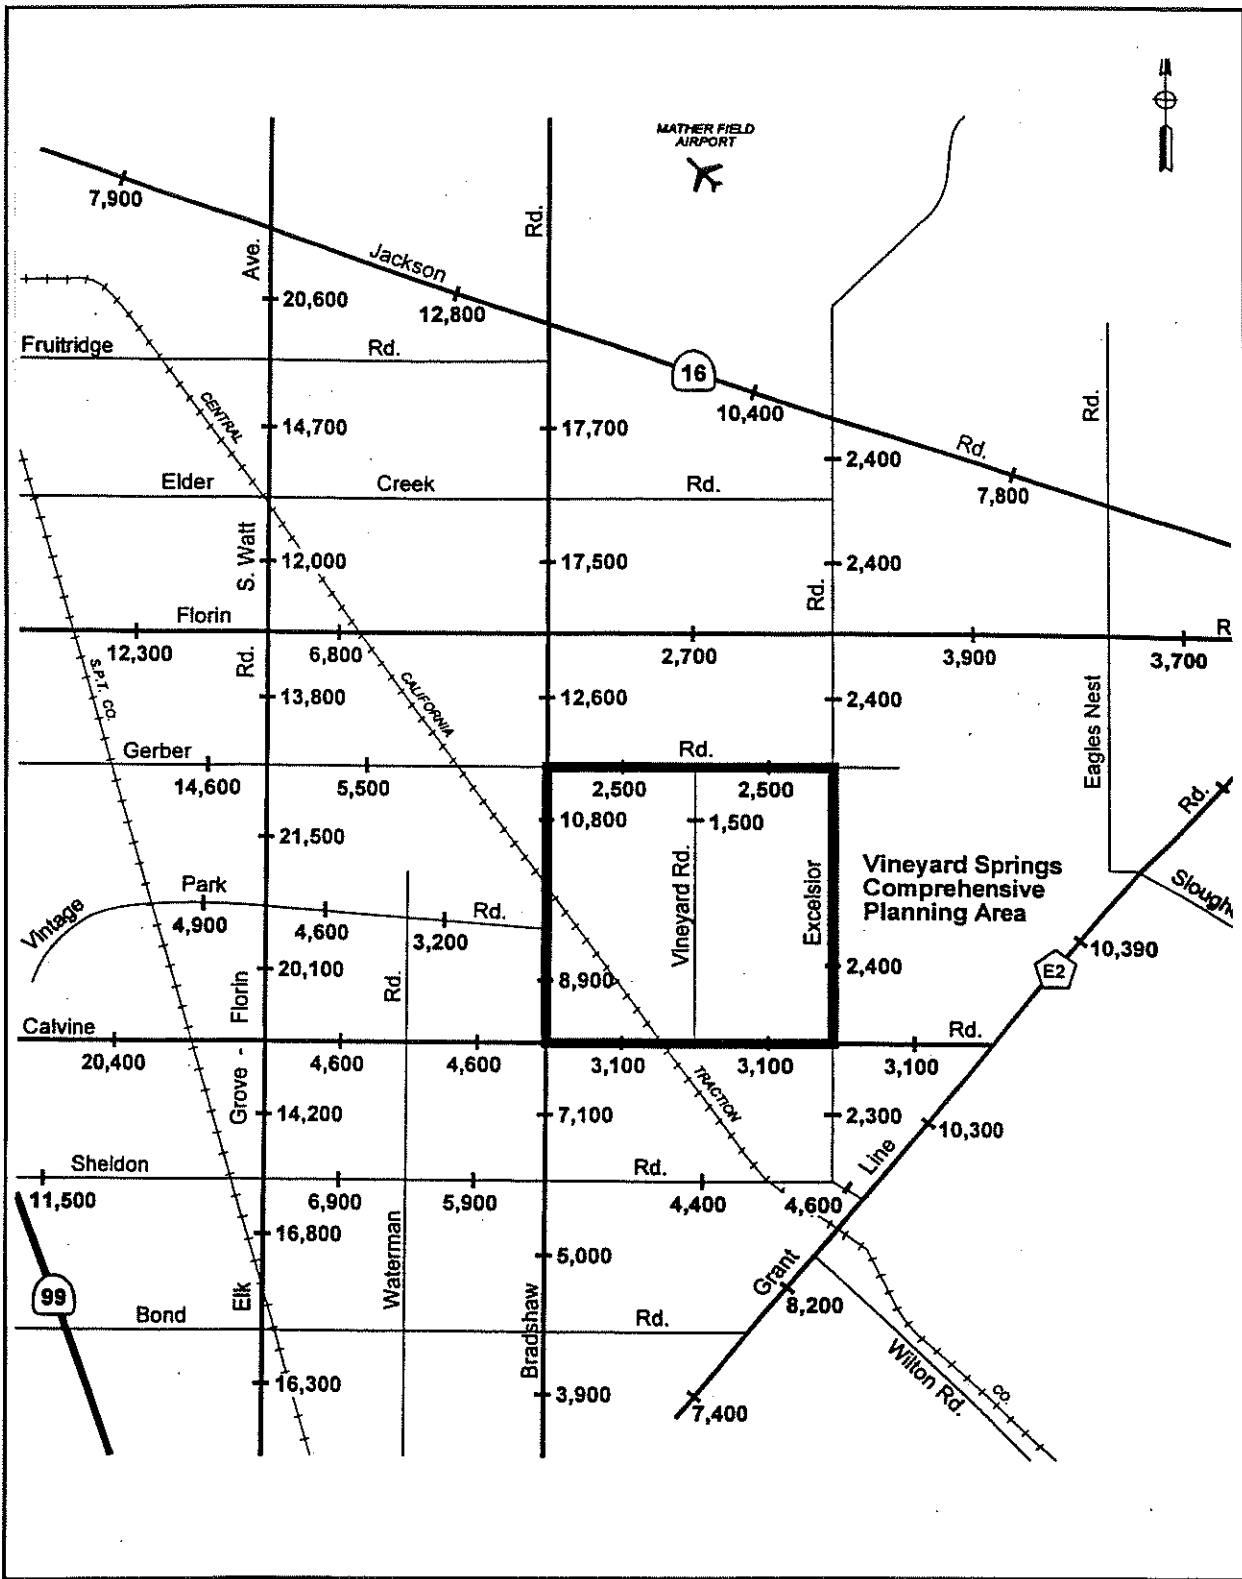 MATHER FIELD
AIRPORT
7,900
Rd.
Ave.
Jackson
20,600
12,800
Fruitridge
Rd.
16
10,400
CENTRAL
14,700
17,700
Rd.
Rd.
2,400
7,800
Elder
Creek
Rd.
S. Watt
12,000
17,500
2,400
Rd.
Florin
R
12,300
6,800
2,700
3,900
3,700
Rd.
S.P.T. CO.
13,800
CALIFORNIA
12,600
2,400
Eagles Nest
Gerber
Rd.
14,600
5,500
2,500
2,500
Rd.
21,500
10,800
1,500
Vineyard Rd.
Excelsior
Vineyard Springs
Comprehensive
Planning Area
Slough
Vintage
Park
Rd.
4,900
4,600
3,200
10,390
E2
20,100
Rd.
8,900
2,400
Florin
Calvine
Rd.
20,400
4,600
4,600
3,100
3,100
3,100
Grove -
14,200
7,100
TRACTION
2,300
10,300
Line
Sheldon
Rd.
11,500
6,900
5,900
4,400
4,600
16,800
Waterman
5,000
Grant
99
Elk
8,200
Bond
Rd.
Bradshaw
Wilton Rd.
16,300
3,900
7,400
CO.